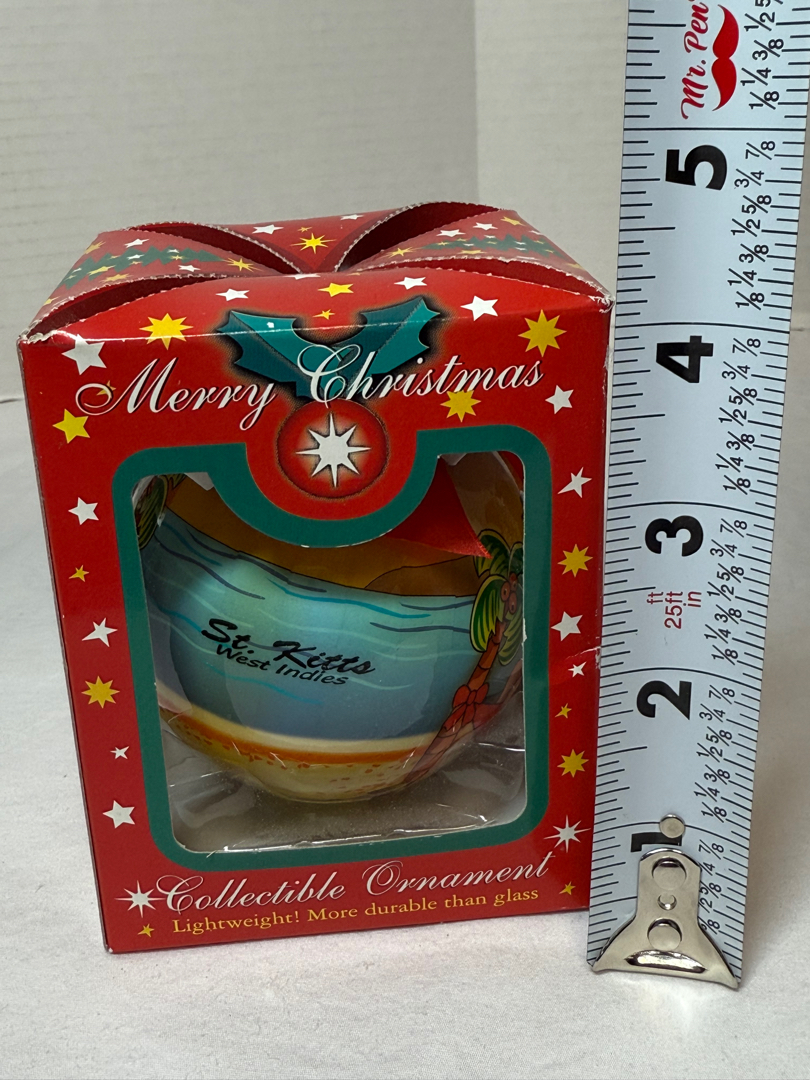 Merry Christmas
St. Kitts
West Indies
Collectible Ornament
Lightweight! More durable than glass
Mr. Pen
5
4
3
ft
25ft
in
2
1